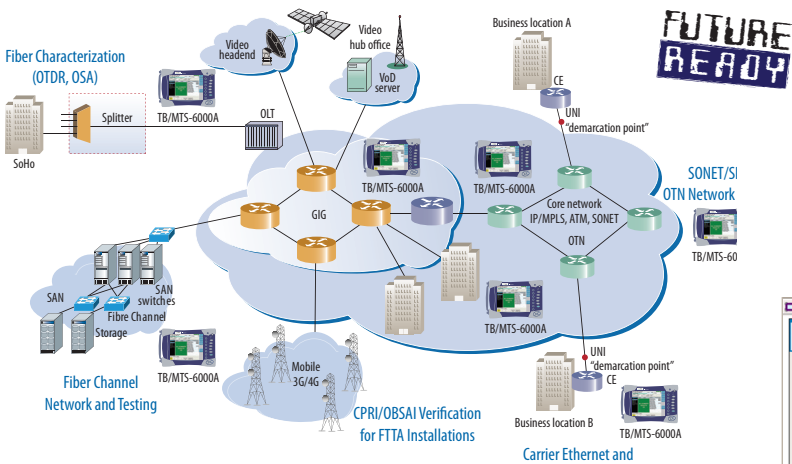 Fiber Characterization
(OTDR, OSA)
Splitter
SoHo
TB/MTS-6000A
OLT
Video
headend
Video
hub office
VoD
server
Business location A
CE
UNI
"demarcation point"
FUTURE
READY
TB/MTS-6000A
TB/MTS-6000A
GIG
Core network
IP/MPLS, ATM, SONET
OTN
SONET/S
OTN Network
TB/MTS-60
SAN
SAN
switches
Fibre Channel
Storage
TB/MTS-6000A
Fiber Channel
Network and Testing
Mobile
3G/4G
CPRI/OBSAI Verification
for FTTA Installations
TB/MTS-6000A
UNI
"demarcation point"
CE
Business location B
TB/MTS-6000A
Carrier Ethernet and